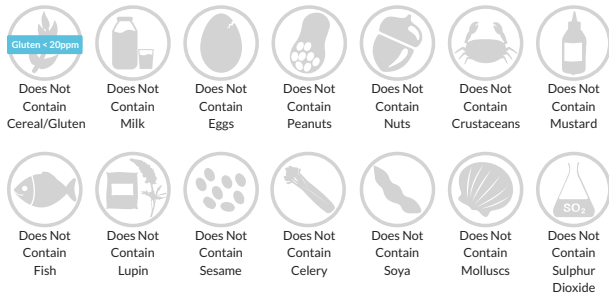 Gluten < 20ppm
Does Not
Contain
Cereal/Gluten
Does Not
Contain
Milk
Does Not
Contain
Eggs
Does Not
Contain
Peanuts
Does Not
Contain
Nuts
Does Not
Contain
Crustaceans
Does Not
Contain
Mustard
Does Not
Contain
Fish
Does Not
Contain
Lupin
Does Not
Contain
Sesame
Does Not
Contain
Celery
Does Not
Contain
Soya
Does Not
Contain
Molluscs
SO₂
Does Not
Contain
Sulphur
Dioxide